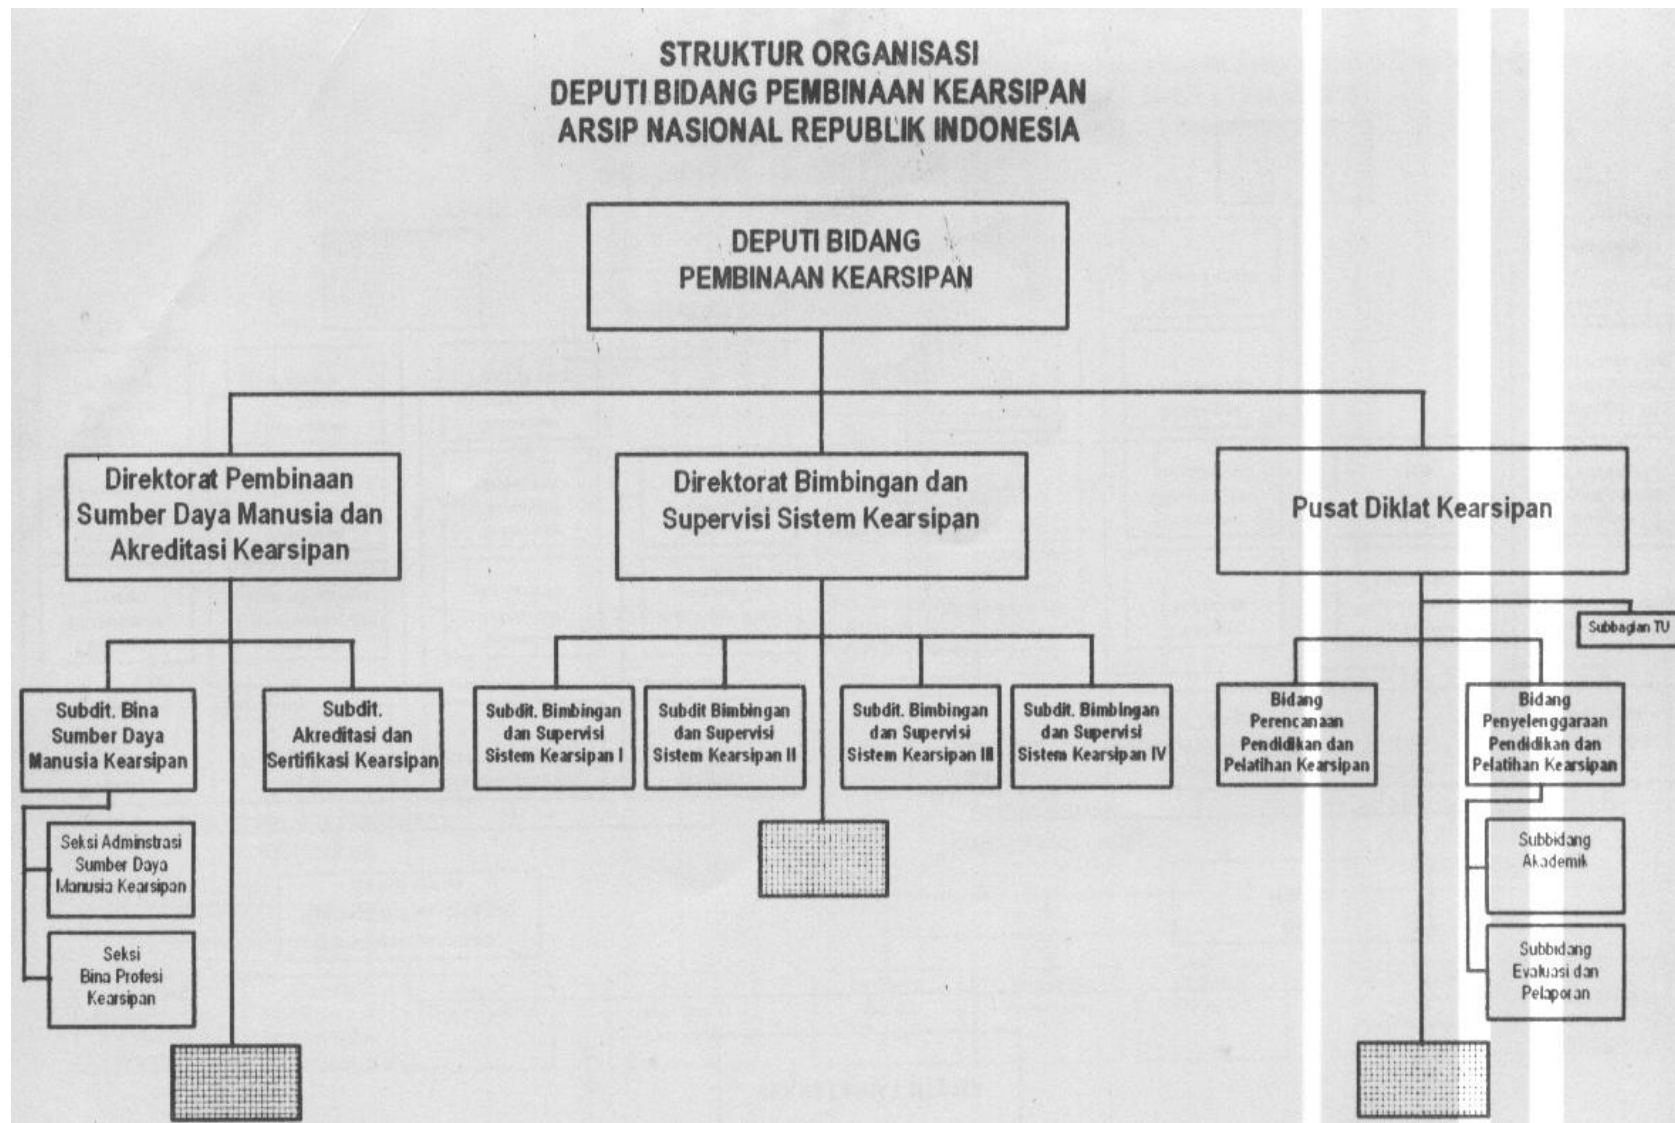 STRUKTUR ORGANISASI
DEPUTI BIDANG PEMBINAAN KEARSIPAN
ARSIP NASIONAL REPUBLIK INDONESIA
DEPUTI BIDANG
PEMBINAAN KEARSIPAN
Direktorat Pembinaan
Sumber Daya Manusia dan
Akreditasi Kearsipan
Direktorat Bimbingan dan
Supervisi Sistem Kearsipan
Pusat Diklat Kearsipan
Subbagian TU
Subdit. Bina
Sumber Daya
Manusia Kearsipan
Subdit.
Akreditasi dan
Sertifikasi Kearsipan
Subdit. Bimbingan
dan Supervisi
Sistem Kearsipan I
Subdit Bimbingan
dan Supervisi
Sistem Kearsipan II
Subdit. Bimbingan
dan Supervisi
Sistem Kearsipan III
Subdit. Bimbingan
dan Supervisi
Sistem Kearsipan IV
Bidang
Perencanaan
Pendidikan dan
Pelatihan Kearsipan
Bidang
Penyelenggaraan
Pendidikan dan
Pelatihan Kearsipan
Seksi Adminstrasi
Sumber Daya
Manusia Kearsipan
Seksi
Bina Profesi
Kearsipan
Subbidang
Akademik
Subbidang
Evaluasi dan
Pelaporan